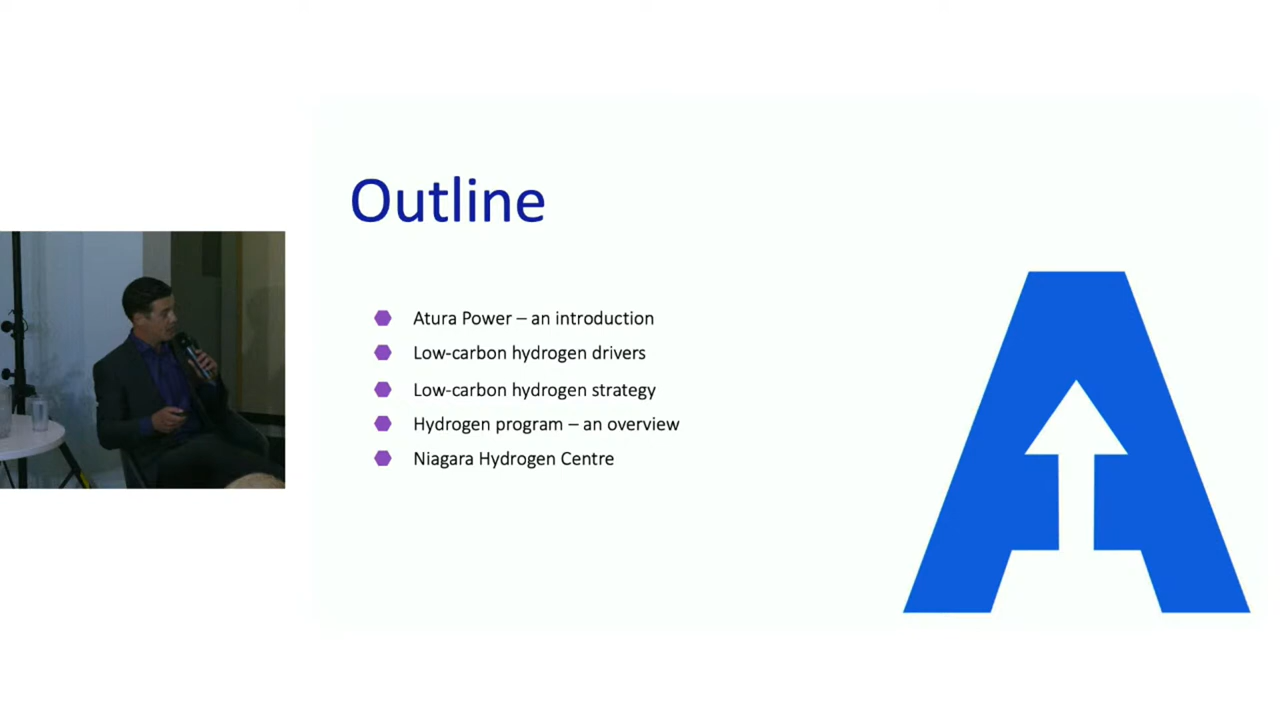 Outline
Atura Power – an introduction
Low-carbon hydrogen drivers
Low-carbon hydrogen strategy
Hydrogen program – an overview
Niagara Hydrogen Centre